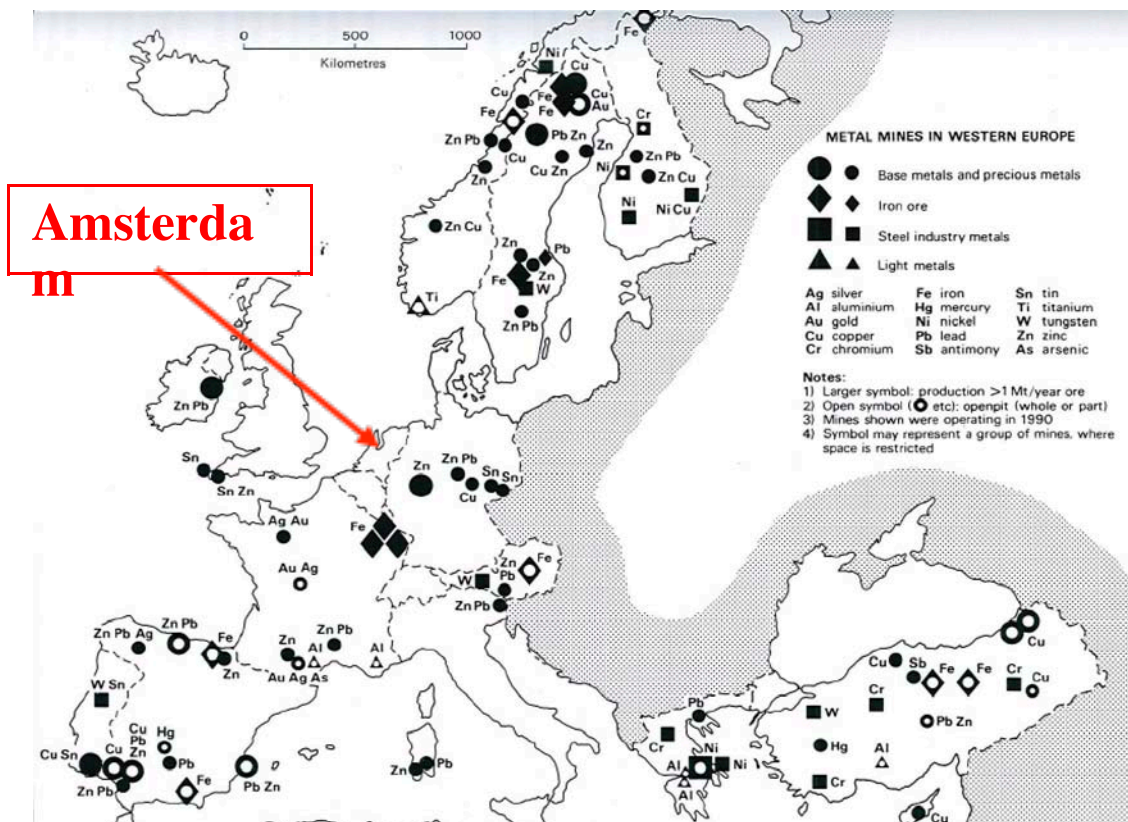 0 500 1000
Kilometres
Fe
Ni
Cu
Cu
Fe
Cu
Au
Fe
Fe
Cr
Zn Pb
Pb Zn
Zn
Cu
Cu Zn
Zn
Zn Pb
Ni
Zn Cu
Ni
Ni Cu
Zn Cu
Zn
Pb
Fe
Zn
W
Ti
Zn Pb
METAL MINES IN WESTERN EUROPE
Base metals and precious metals
Iron ore
Steel industry metals
Light metals
Ag silver Fe iron Sn tin
Al aluminium Hg mercury Ti titanium
Au gold Ni nickel W tungsten
Cu copper Pb lead Zn zinc
Cr chromium Sb antimony As arsenic
Notes:
1) Larger symbol: production >1 Mt/year ore
2) Open symbol ( etc): openpit (whole or part)
3) Mines shown were operating in 1990
4) Symbol may represent a group of mines, where
space is restricted
Amsterda
m
Zn Pb
Sn
Sn Zn
Zn
Zn Pb
Cu
Sn
Sn
Ag Au
Fe
Au Ag
W
Zn
Pb
Fe
Zn Pb
Zn Pb Ag
Zn Pb
Fe
Zn
Zn
Zn Pb
Al
Au Ag As
Al
W Sn
Cu Sn
Cu
Cu
Pb
Zn
Hg
Pb
Zn Pb
Fe
Pb Zn
Zn
Pb
Pb
Cr
Ni
Al
Ni
Al
Cu
Cu
Sb
Fe
Fe
Cr
Cu
Cr
W
Pb Zn
Hg
Al
Cr
Cu